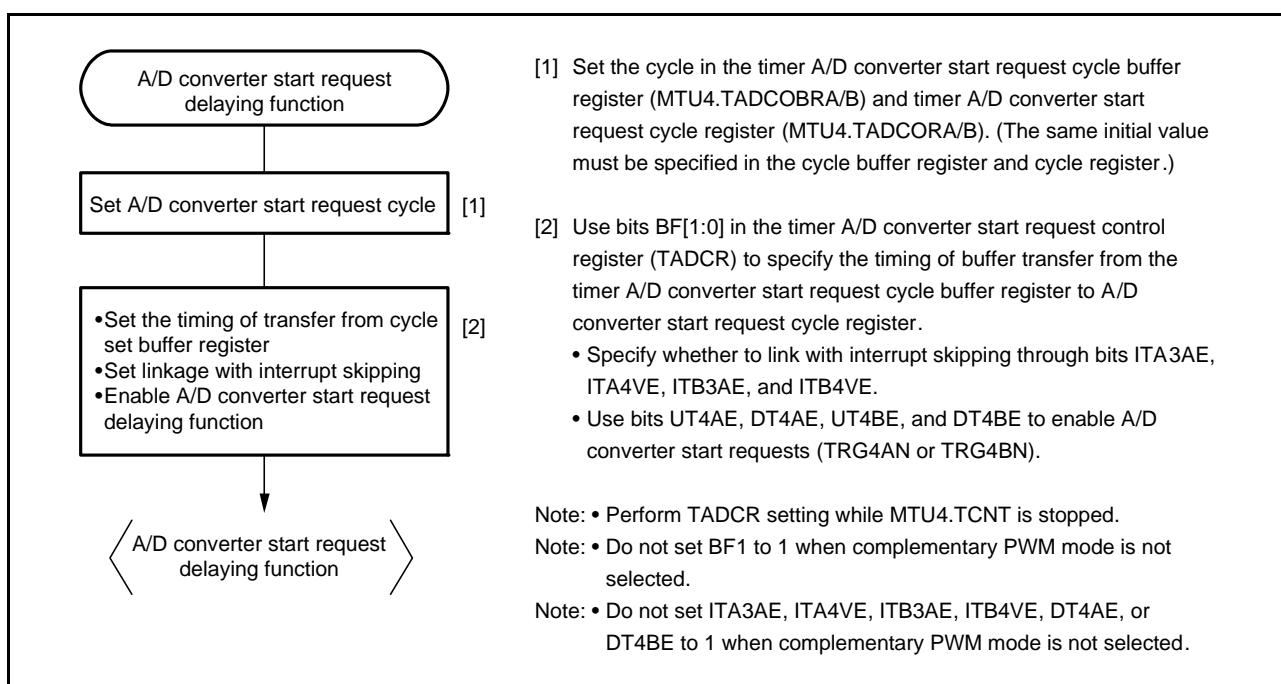 A/D converter start request
delaying function
Set A/D converter start request cycle
[1]
•Set the timing of transfer from cycle
set buffer register
•Set linkage with interrupt skipping
•Enable A/D converter start request
delaying function
[2]
A/D converter start request
delaying function
[1] Set the cycle in the timer A/D converter start request cycle buffer
register (MTU4.TADCOBRA/B) and timer A/D converter start
request cycle register (MTU4.TADCORA/B). (The same initial value
must be specified in the cycle buffer register and cycle register.)
[2] Use bits BF[1:0] in the timer A/D converter start request control
register (TADCR) to specify the timing of buffer transfer from the
timer A/D converter start request cycle buffer register to A/D
converter start request cycle register.
• Specify whether to link with interrupt skipping through bits ITA3AE,
ITA4VE, ITB3AE, and ITB4VE.
• Use bits UT4AE, DT4AE, UT4BE, and DT4BE to enable A/D
converter start requests (TRG4AN or TRG4BN).
Note: • Perform TADCR setting while MTU4.TCNT is stopped.
Note: • Do not set BF1 to 1 when complementary PWM mode is not
selected.
Note: • Do not set ITA3AE, ITA4VE, ITB3AE, ITB4VE, DT4AE, or
DT4BE to 1 when complementary PWM mode is not selected.